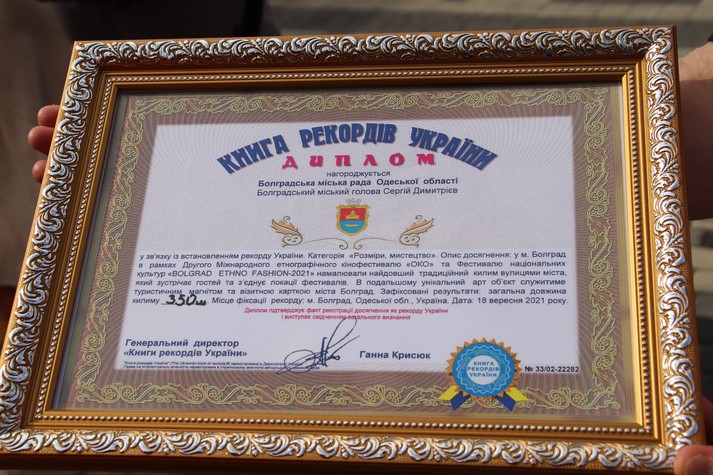 КНИГА РЕКОРДІВ УКРАЇНИ
ДИПЛОМ
нагороджується
Болградська міська рада Одеської області
Болградський міський голова Сергій Димитрієв
у зв'язку із встановленням рекорду України. Категорія «Розміри, мистецтво». Опис досягнення: у м. Болград
в рамках Другого Міжнародного етнографічного кінофестивалю «ОКО» та Фестивалю національних
культур «BOLGRAD ETHNO FASHION-2021» намалювали найдовший традиційний килим вулицями міста,
який зустрічає гостей та з'єднує локації фестивалів. В подальшому унікальний арт об'єкт служитиме
туристичним магнітом та візитною карткою міста Болград. Зафіксовані результати: загальна довжина
килиму 350м. Місце фіксації рекорду: м. Болград, Одеської обл., Україна. Дата: 18 вересня 2021 року.
Диплом підтверджує факт реєстрації досягнення як рекорду України
і виступає свідченням загального визнання
Генеральний директор
«Книги рекордів України»
Ганна Крисюк
КНИГА
РЕКОРДІВ
УКРАЇНИ
№ 33/02-22282